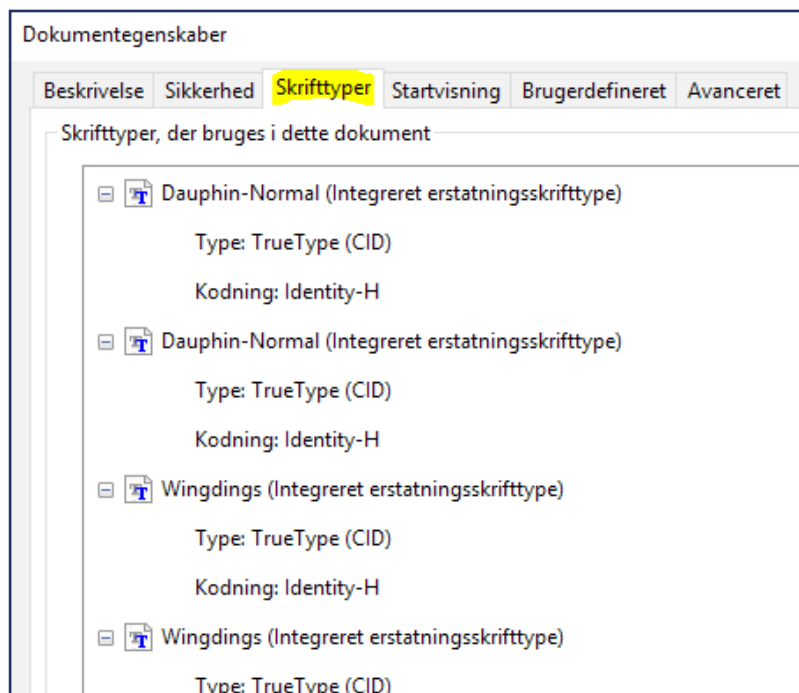 Dokumentegenskaber
Beskrivelse Sikkerhed Skrifttyper Startvisning Brugerdefineret Avanceret
Skrifttyper, der bruges i dette dokument
Dauphin-Normal (Integreret erstatningsskrifttype)
Type: TrueType (CID)
Kodning: Identity-H
Dauphin-Normal (Integreret erstatningsskrifttype)
Type: TrueType (CID)
Kodning: Identity-H
Wingdings (Integreret erstatningsskrifttype)
Type: TrueType (CID)
Kodning: Identity-H
Wingdings (Integreret erstatningsskrifttype)
Type: TrueType (CID)